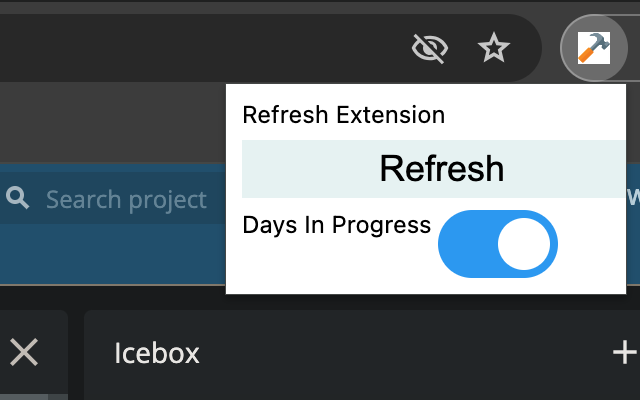 Refresh Extension
Refresh
Search project
Days In Progress
Icebox